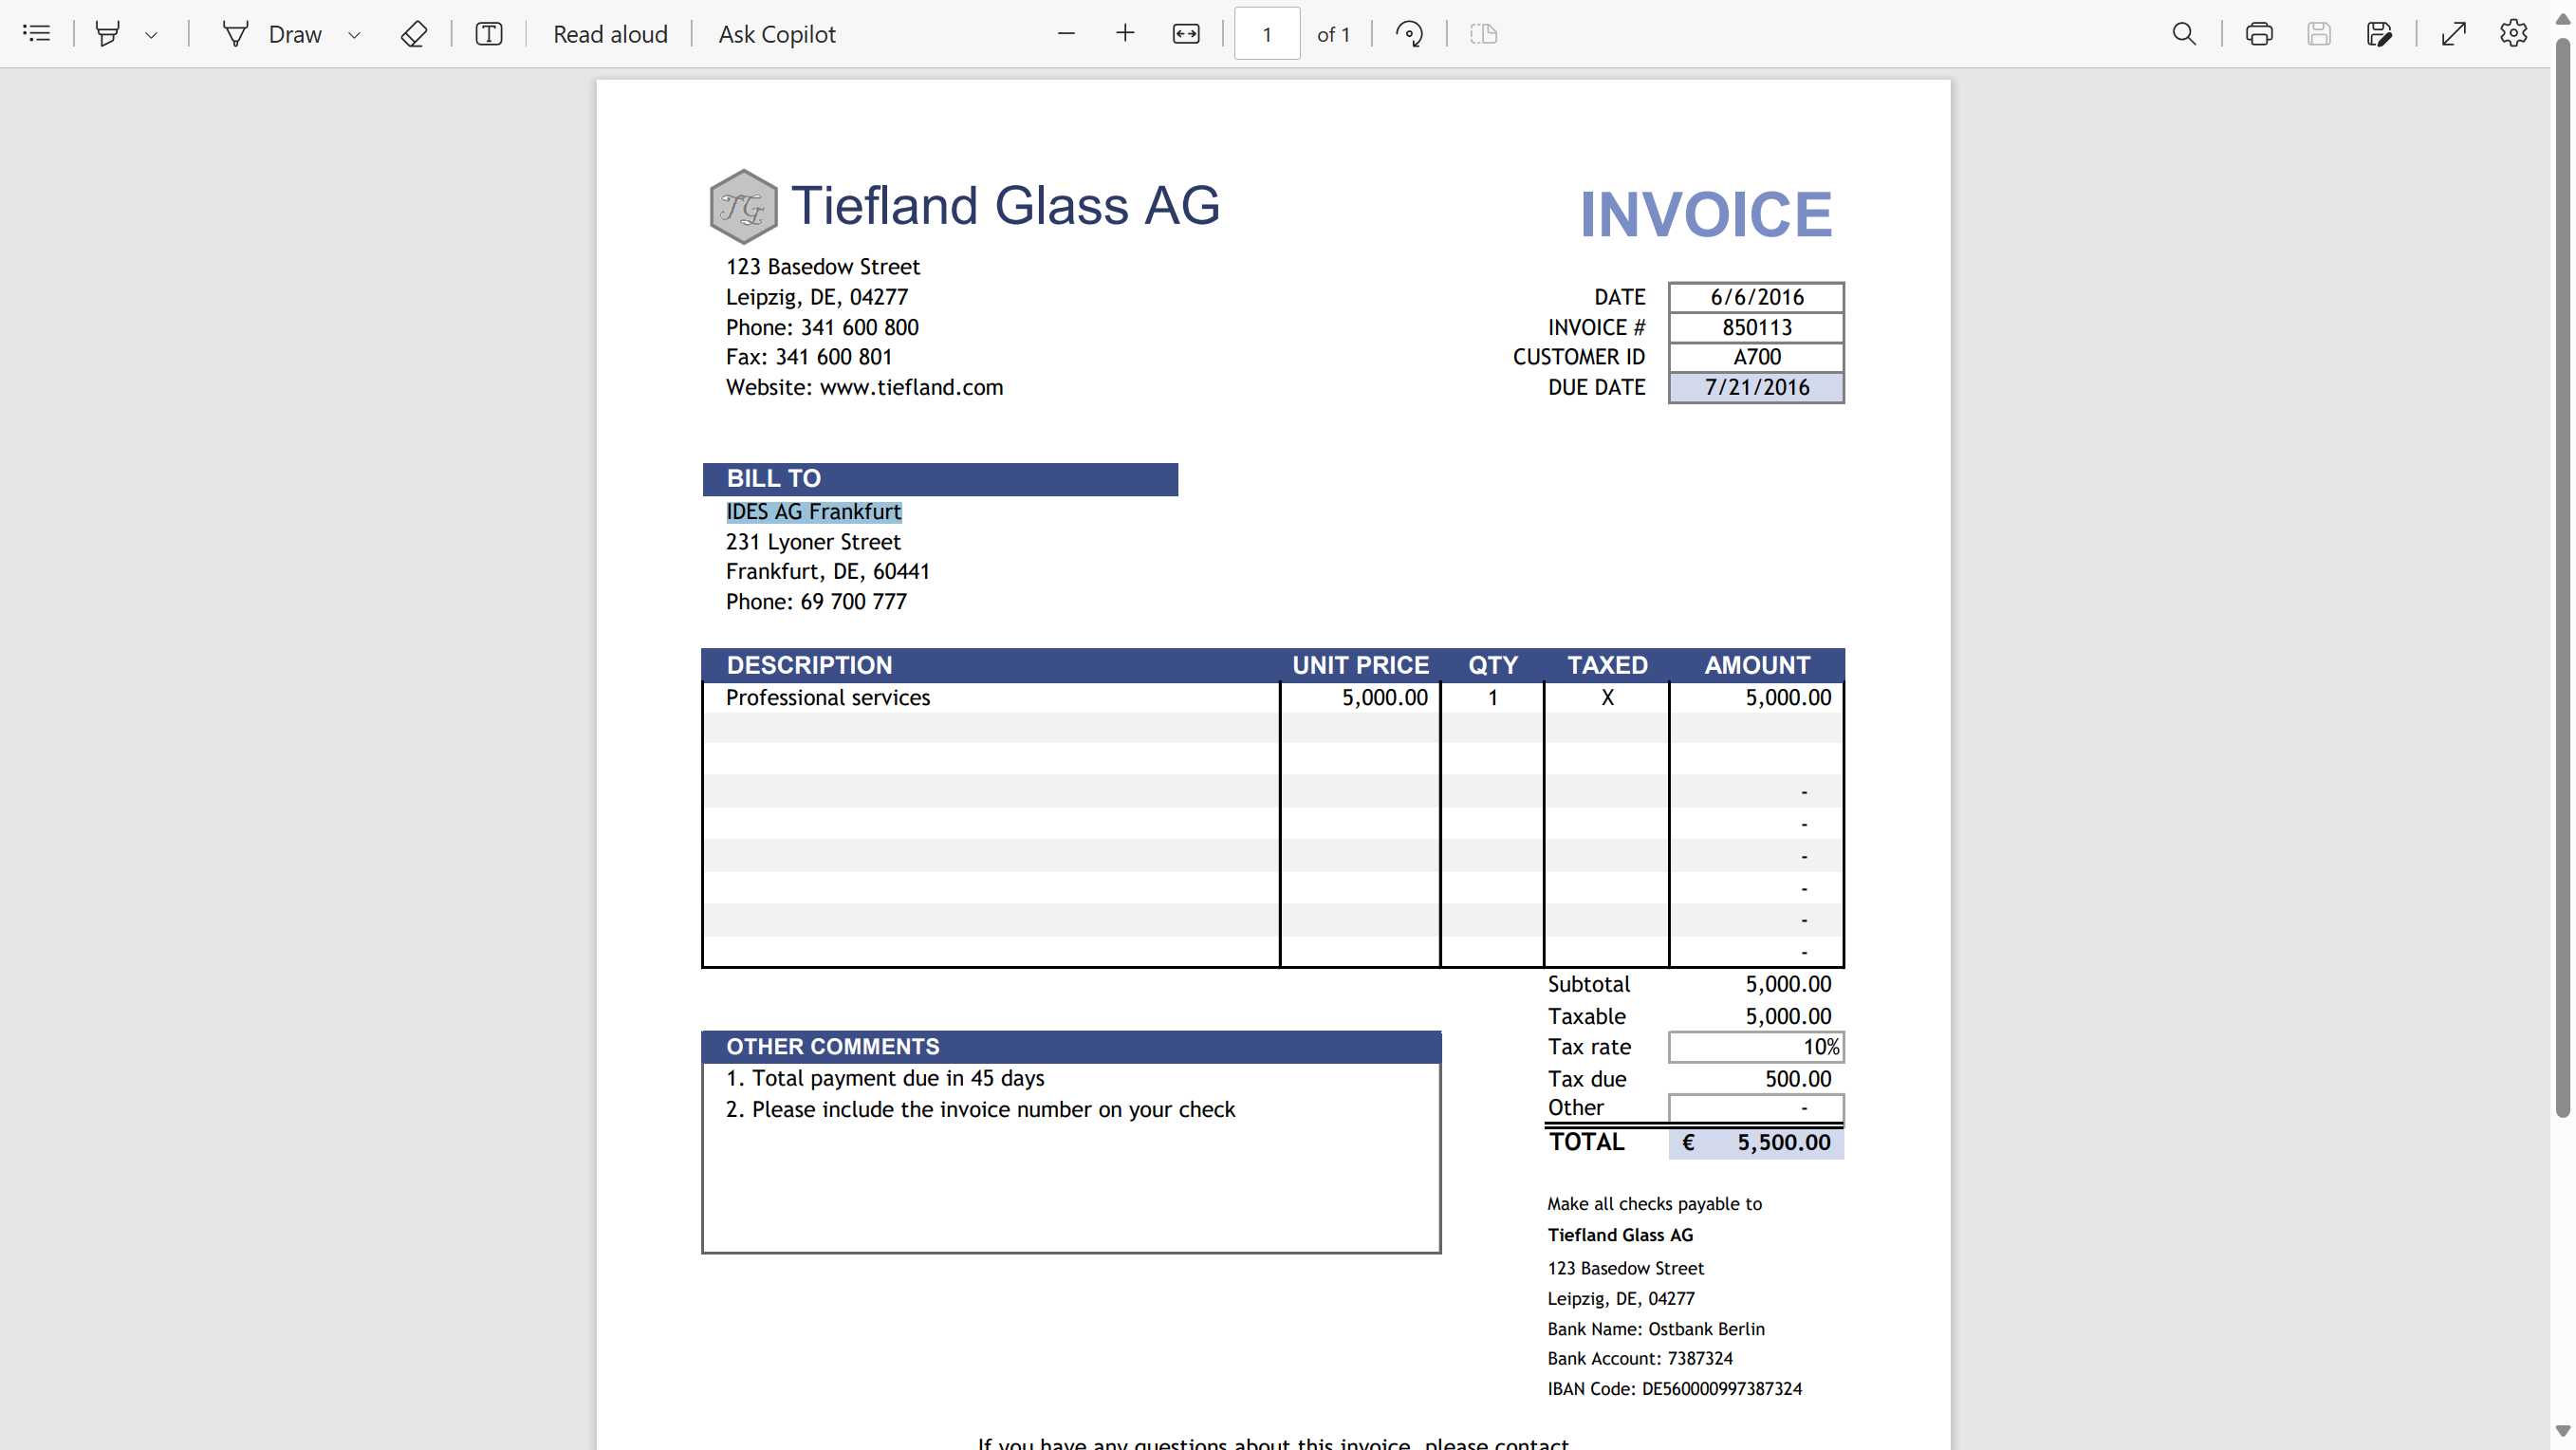 Draw Read aloud Ask Copilot 1 of 1
TG Tiefland Glass AG
INVOICE
123 Basedow Street
Leipzig, DE, 04277
Phone: 341 600 800
Fax: 341 600 801
Website: www.tiefland.com
DATE 6/6/2016
INVOICE # 850113
CUSTOMER ID A700
DUE DATE 7/21/2016
BILL TO
IDES AG Frankfurt
231 Lyoner Street
Frankfurt, DE, 60441
Phone: 69 700 777
DESCRIPTION UNIT PRICE QTY TAXED AMOUNT
Professional services 5,000.00 1 X 5,000.00
-
-
-
-
-
-
Subtotal 5,000.00
Taxable 5,000.00
Tax rate 10%
Tax due 500.00
Other -
TOTAL € 5,500.00
OTHER COMMENTS
1. Total payment due in 45 days
2. Please include the invoice number on your check
Make all checks payable to
Tiefland Glass AG
123 Basedow Street
Leipzig, DE, 04277
Bank Name: Ostbank Berlin
Bank Account: 7387324
IBAN Code: DE560000997387324
If you have any questions about this invoice, please contact